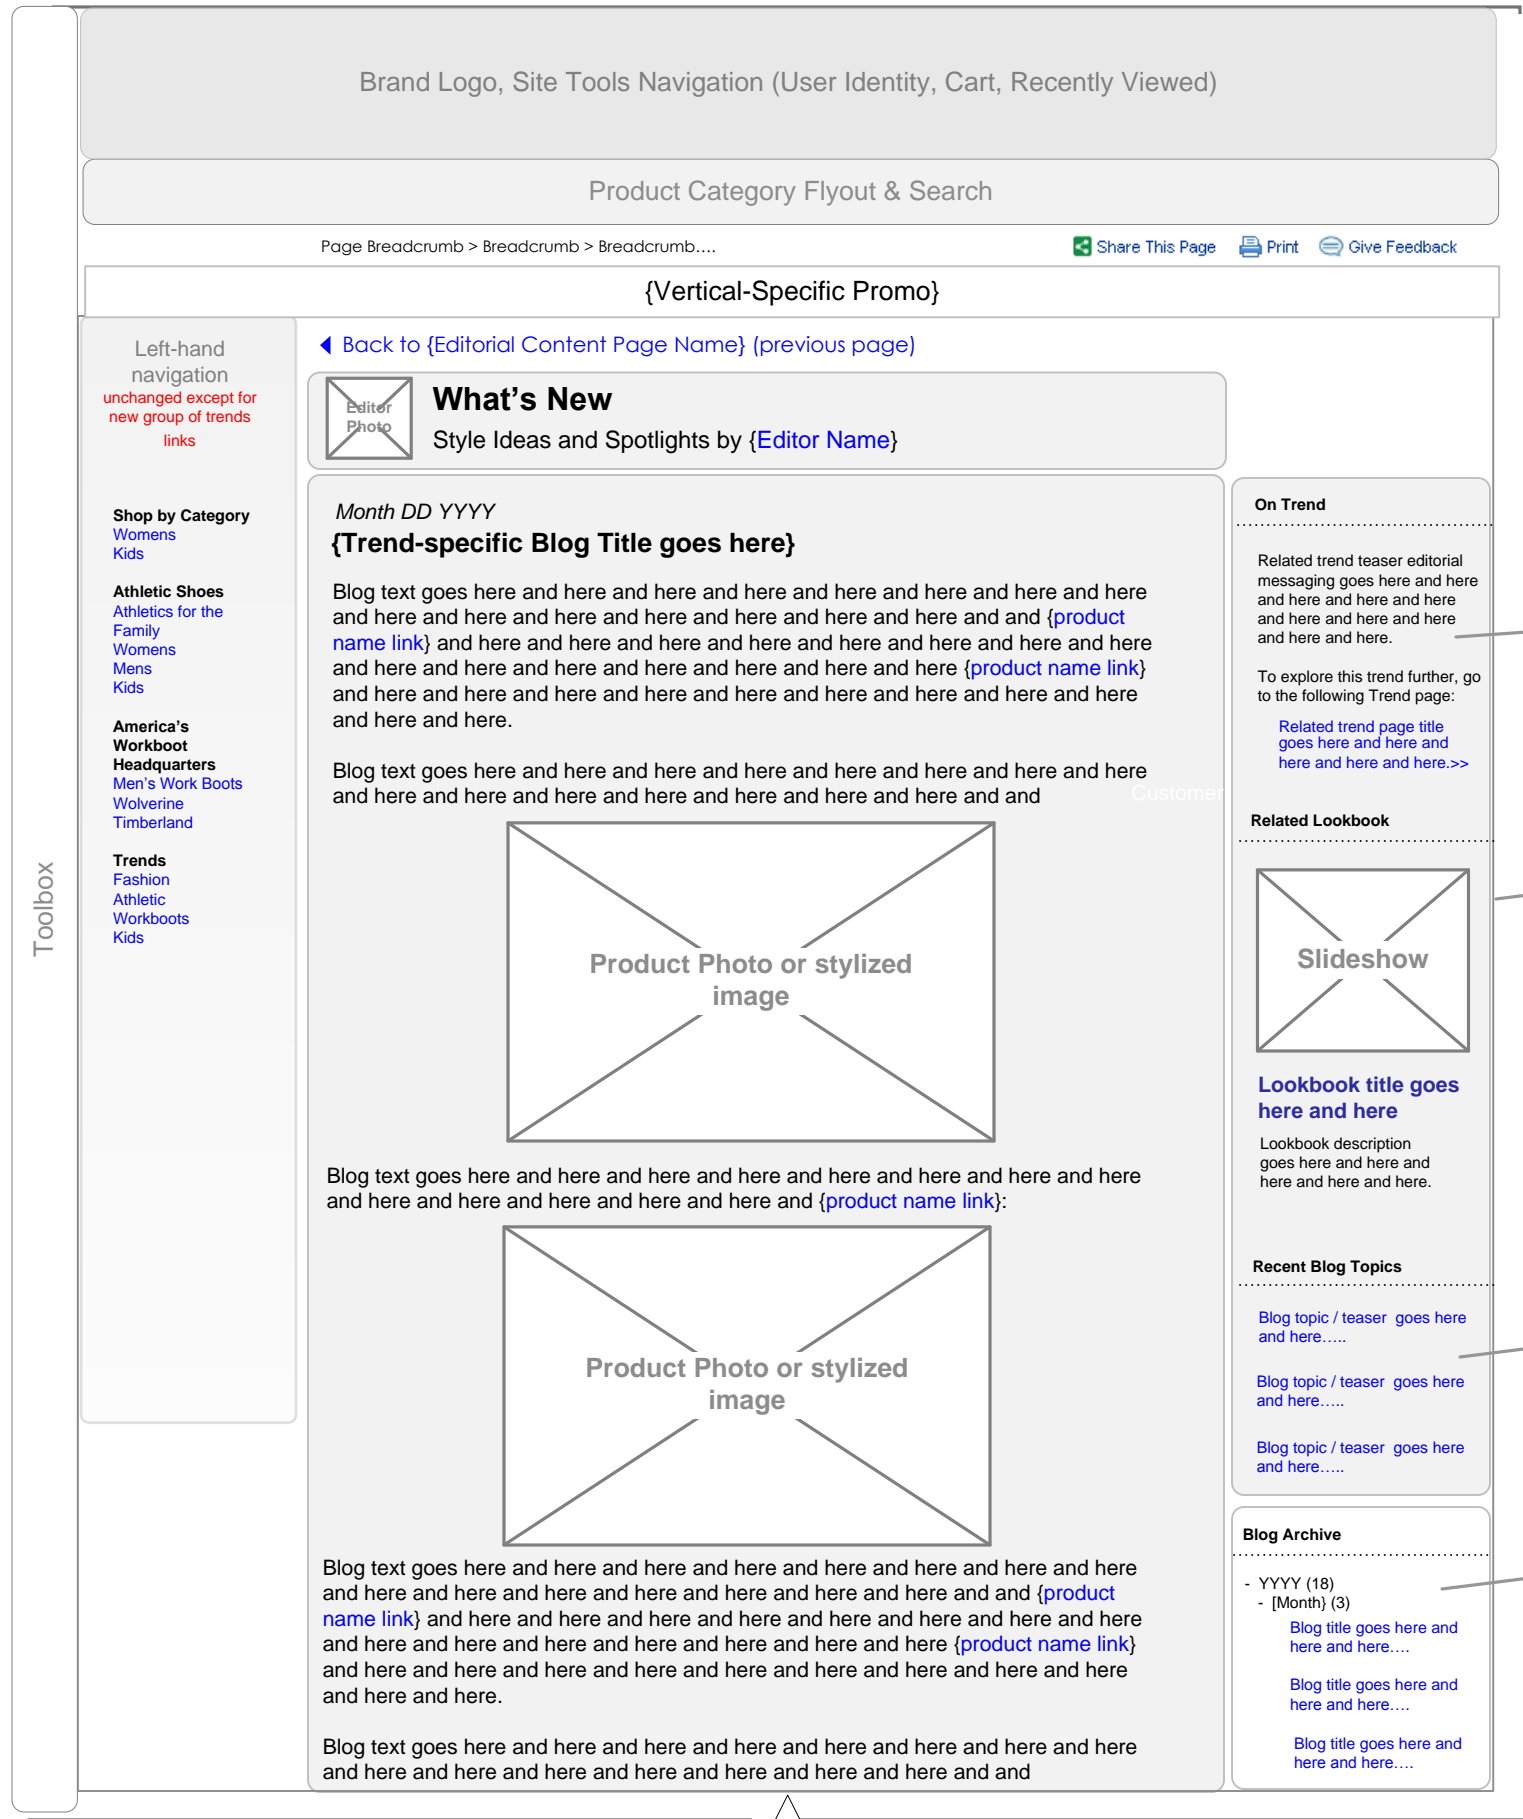 Brand Logo, Site Tools Navigation (User Identity, Cart, Recently Viewed)
Product Category Flyout & Search
Page Breadcrumb > Breadcrumb > Breadcrumb….
Share This Page
Print
Give Feedback
{Vertical-Specific Promo}
Toolbox
Left-hand
navigation
unchanged except for
new group of trends
links
Shop by Category
Womens
Kids
Athletic Shoes
Athletics for the
Family
Womens
Mens
Kids
America’s
Workboot
Headquarters
Men’s Work Boots
Wolverine
Timberland
Trends
Fashion
Athletic
Workboots
Kids
Back to {Editorial Content Page Name} (previous page)
Editor
Photo
What’s New
Style Ideas and Spotlights by {Editor Name}
Month DD YYYY
{Trend-specific Blog Title goes here}
Blog text goes here and here and here and here and here and here and here and here
and here and here and here and here and here and here and here and and {product
name link} and here and here and here and here and here and here and here and here
and here and here and here and here and here and here and here {product name link}
and here and here and here and here and here and here and here and here and here
and here and here.
Blog text goes here and here and here and here and here and here and here and here
and here and here and here and here and here and here and here and and
Customer
Product Photo or stylized
image
Blog text goes here and here and here and here and here and here and here and here
and here and here and here and here and here and {product name link}:
Product Photo or stylized
image
Blog text goes here and here and here and here and here and here and here and here
and here and here and here and here and here and here and here and and {product
name link} and here and here and here and here and here and here and here and here
and here and here and here and here and here and here and here {product name link}
and here and here and here and here and here and here and here and here and here
and here and here.
Blog text goes here and here and here and here and here and here and here and here
and here and here and here and here and here and here and here and and
On Trend
Related trend teaser editorial
messaging goes here and here
and here and here and here
and here and here and here
and here and here.
To explore this trend further, go
to the following Trend page:
Related trend page title
goes here and here and
here and here and here.>>
Related Lookbook
Slideshow
Lookbook title goes
here and here
Lookbook description
goes here and here and
here and here and here.
Recent Blog Topics
Blog topic / teaser goes here
and here…..
Blog topic / teaser goes here
and here…..
Blog topic / teaser goes here
and here…..
Blog Archive
- YYYY (18)
- [Month} (3)
Blog title goes here and
here and here….
Blog title goes here and
here and here….
Blog title goes here and
here and here….